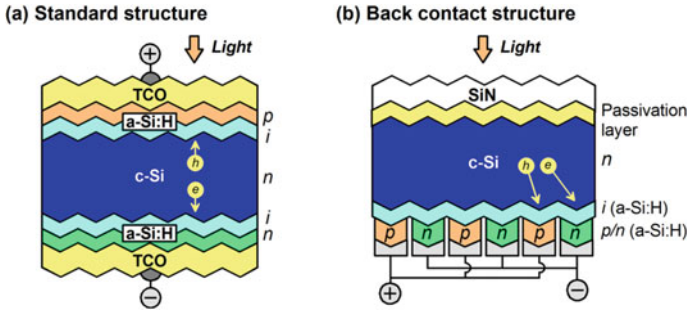 (a) Standard structure
Light
+
TCO
a-Si:H
p
i
h
c-Si
n
e
i
a-Si:H
n
TCO
−
(b) Back contact structure
Light
SiN
Passivation
layer
c-Si
n
h e
i (a-Si:H)
p n p n p n
p/n (a-Si:H)
+ −